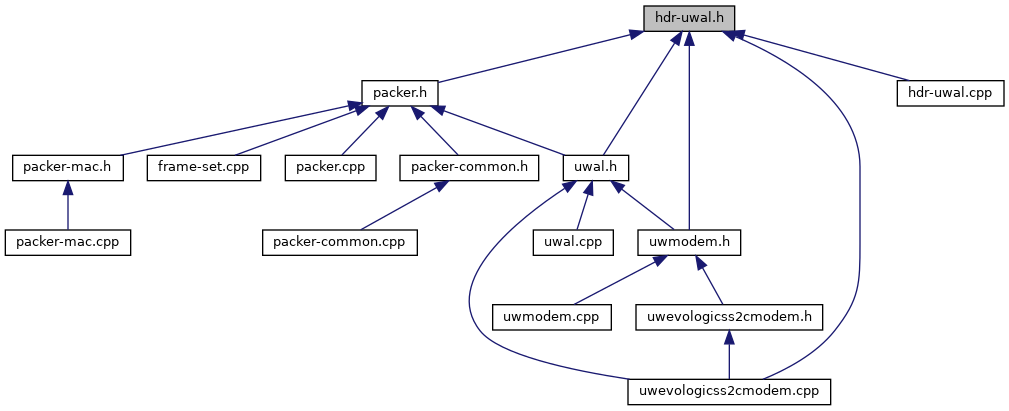 hdr-uwal.h
packer.h
hdr-uwal.cpp
packer-mac.h
frame-set.cpp
packer.cpp
packer-common.h
uwal.h
packer-mac.cpp
packer-common.cpp
uwal.cpp
uwmodem.h
uwmodem.cpp
uwevologicss2cmodem.h
uwevologicss2cmodem.cpp